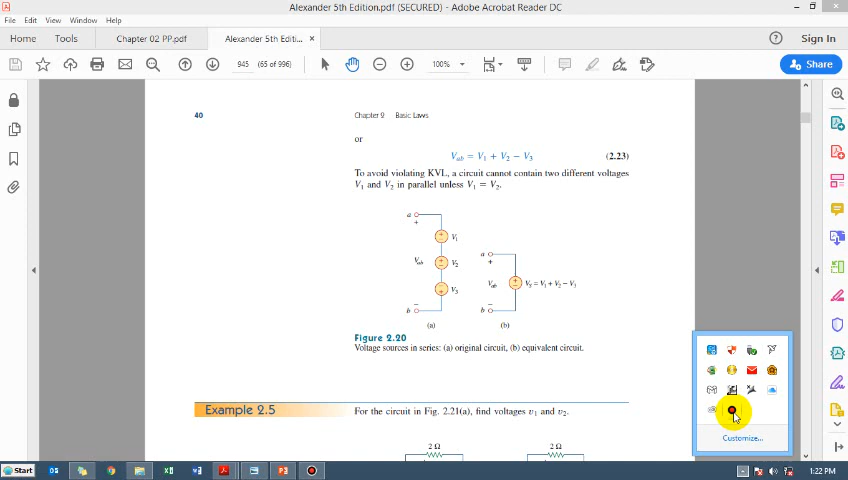 Alexander 5th Edition.pdf (SECURED) - Adobe Acrobat Reader DC
File Edit View Window Help
Home Tools Chapter 02 PP.pdf Alexander 5th Editi... × Sign In
945 (65 of 996) 100% Share
40 Chapter 2 Basic Laws
or
Vab = V1 + V2 − V3 (2.23)
To avoid violating KVL, a circuit cannot contain two different voltages
V1 and V2 in parallel unless V1 = V2.
a
+
V1
Vab
V2
V3
−
b
(a)
a
+
Vab
VS = V1 + V2 − V3
−
b
(b)
Figure 2.20
Voltage sources in series: (a) original circuit, (b) equivalent circuit.
Example 2.5 For the circuit in Fig. 2.21(a), find voltages v1 and v2.
2 Ω 2 Ω
Customize...
Start 1:22 PM